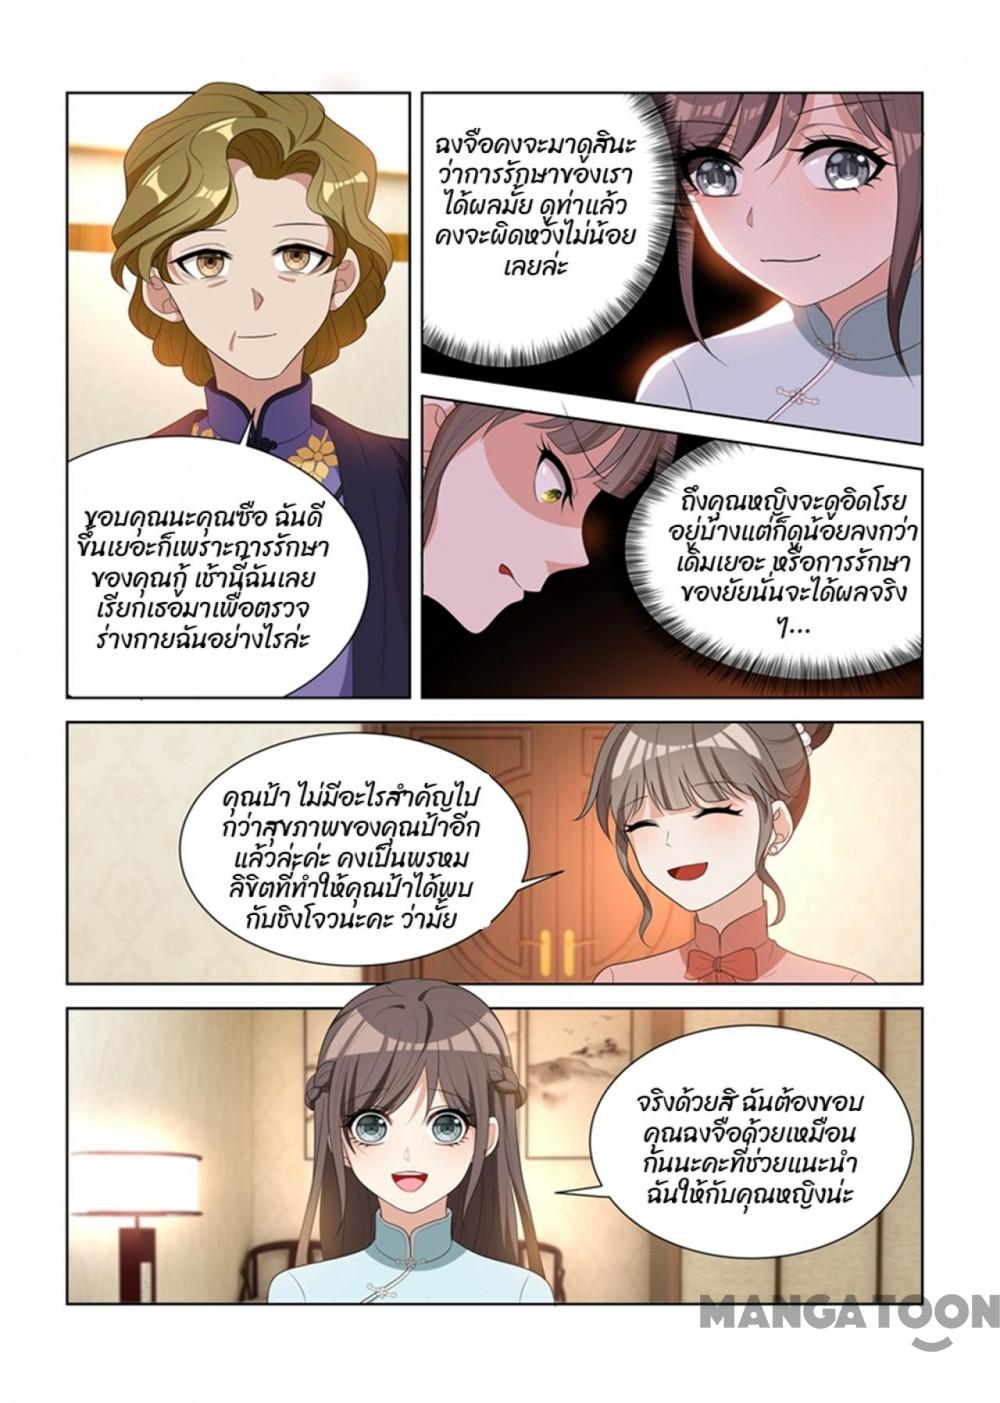 ขอบคุณนะคุณซือ ฉันดี
ขึ้นเยอะก็เพราะการรักษา
ของคุณกู้ เช้านี้ฉันเลย
เรียกเธอมาเพื่อตรวจ
ร่างกายฉันอย่างไรล่ะ
ฉงจือคงจะมาดูสินะ
ว่าการรักษาของเรา
ได้ผลมั้ย ดูท่าแล้ว
คงจะผิดหวังไม่น้อย
เลยล่ะ
ถึงคุณหญิงจะดูอิดโรย
อยู่บ้างแต่ก็ดูน้อยลงกว่า
เดิมเยอะ หรือการรักษา
ของยัยนั่นจะได้ผลจริง
ๆ...
คุณป้า ไม่มีอะไรสำคัญไป
กว่าสุขภาพของคุณป้าอีก
แล้วล่ะค่ะ คงเป็นพรหม
ลิขิตที่ทำให้คุณป้าได้พบ
กับชิงโจวนะคะ ว่ามั้ย
จริงด้วยสิ ฉันต้องขอบ
คุณฉงจือด้วยเหมือน
กันนะคะที่ช่วยแนะนำ
ฉันให้กับคุณหญิงน่ะ
MANGATOON